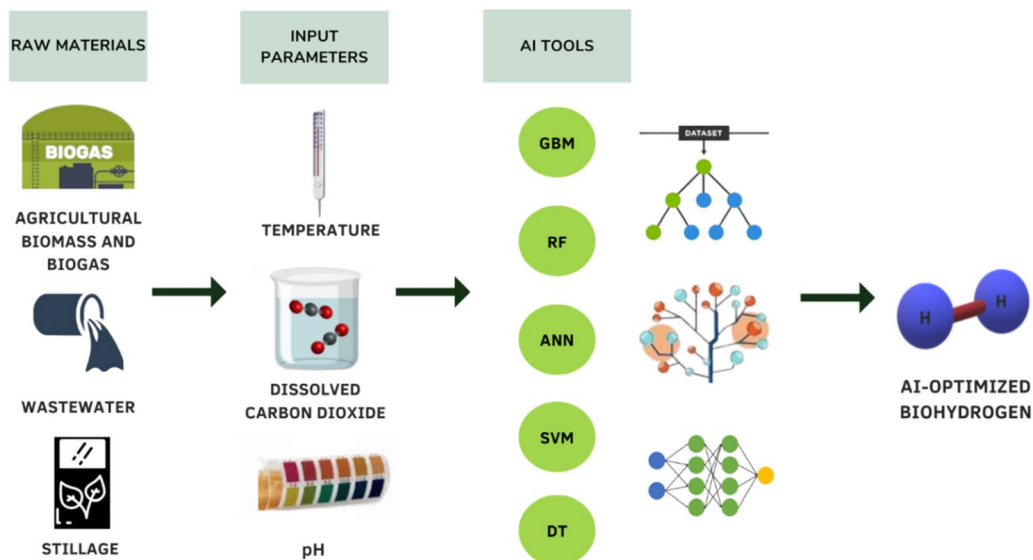 RAW MATERIALS
INPUT
PARAMETERS
AI TOOLS
BIOGAS
AGRICULTURAL
BIOMASS AND
BIOGAS
WASTEWATER
STILLAGE
TEMPERATURE
DISSOLVED
CARBON DIOXIDE
pH
GBM
RF
ANN
SVM
DT
DATASET
H
H
AI-OPTIMIZED
BIOHYDROGEN